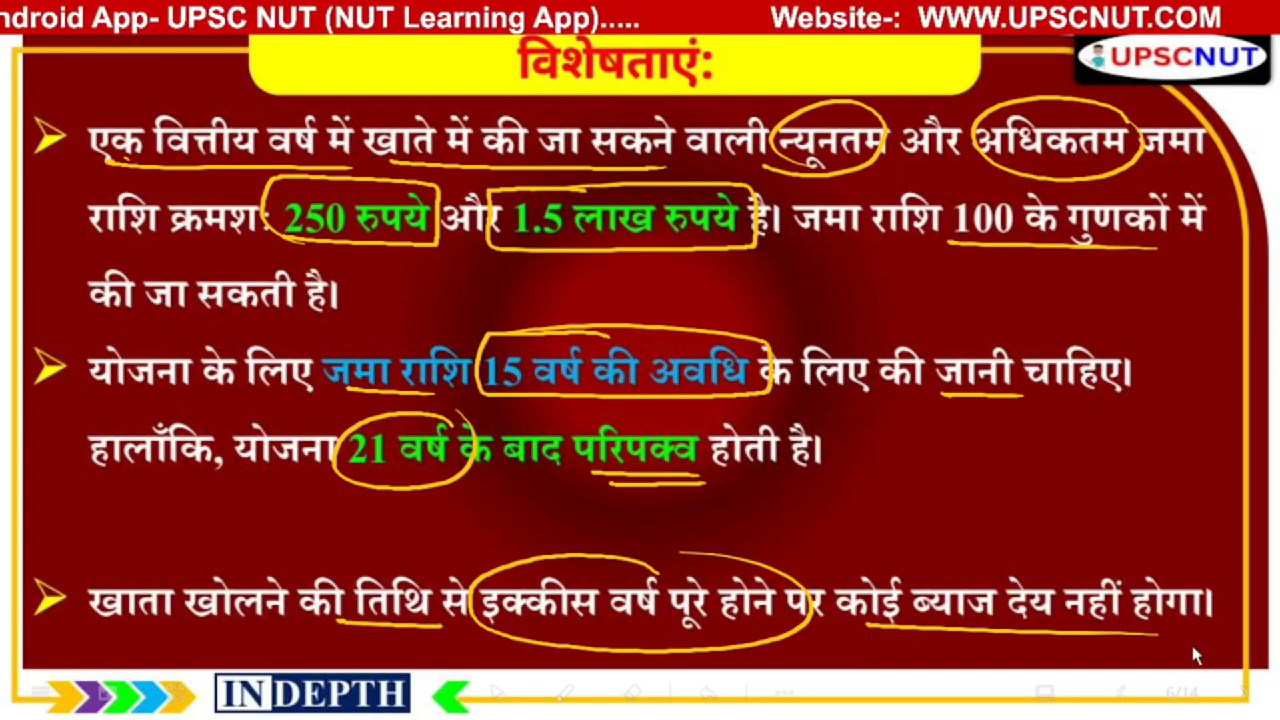 ndroid App- UPSC NUT (NUT Learning App)..... Website-: WWW.UPSCNUT.COM
विशेषताएं:
UPSCNUT
एक वित्तीय वर्ष में खाते में की जा सकने वाली न्यूनतम और अधिकतम जमा
राशि क्रमशः 250 रुपये और 1.5 लाख रुपये है। जमा राशि 100 के गुणकों में
की जा सकती है।
योजना के लिए जमा राशि 15 वर्ष की अवधि के लिए की जानी चाहिए।
हालाँकि, योजना 21 वर्ष के बाद परिपक्व होती है।
खाता खोलने की तिथि से इक्कीस वर्ष पूरे होने पर कोई ब्याज देय नहीं होगा।
INDEPTH
6/14